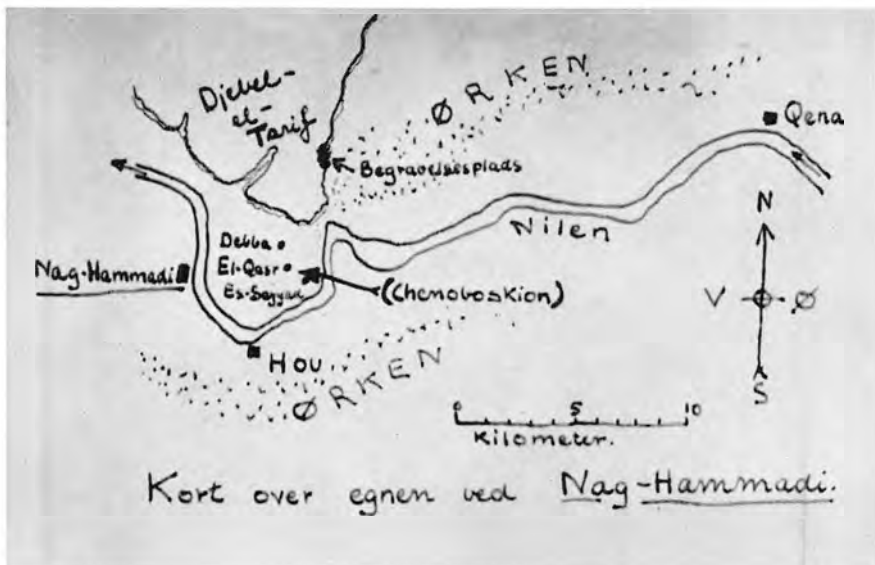 Djebel-
el-
Tarif
ØRKEN
Qena
Begravelsesplads
N
Nilen
Debba
El-Qasr
Es-Sayyad
Nag-Hammadi
(Chenoboskion)
V Ø
Hou
ØRKEN
S
0 5 10
Kilometer.
Kort over egnen ved Nag-Hammadi.